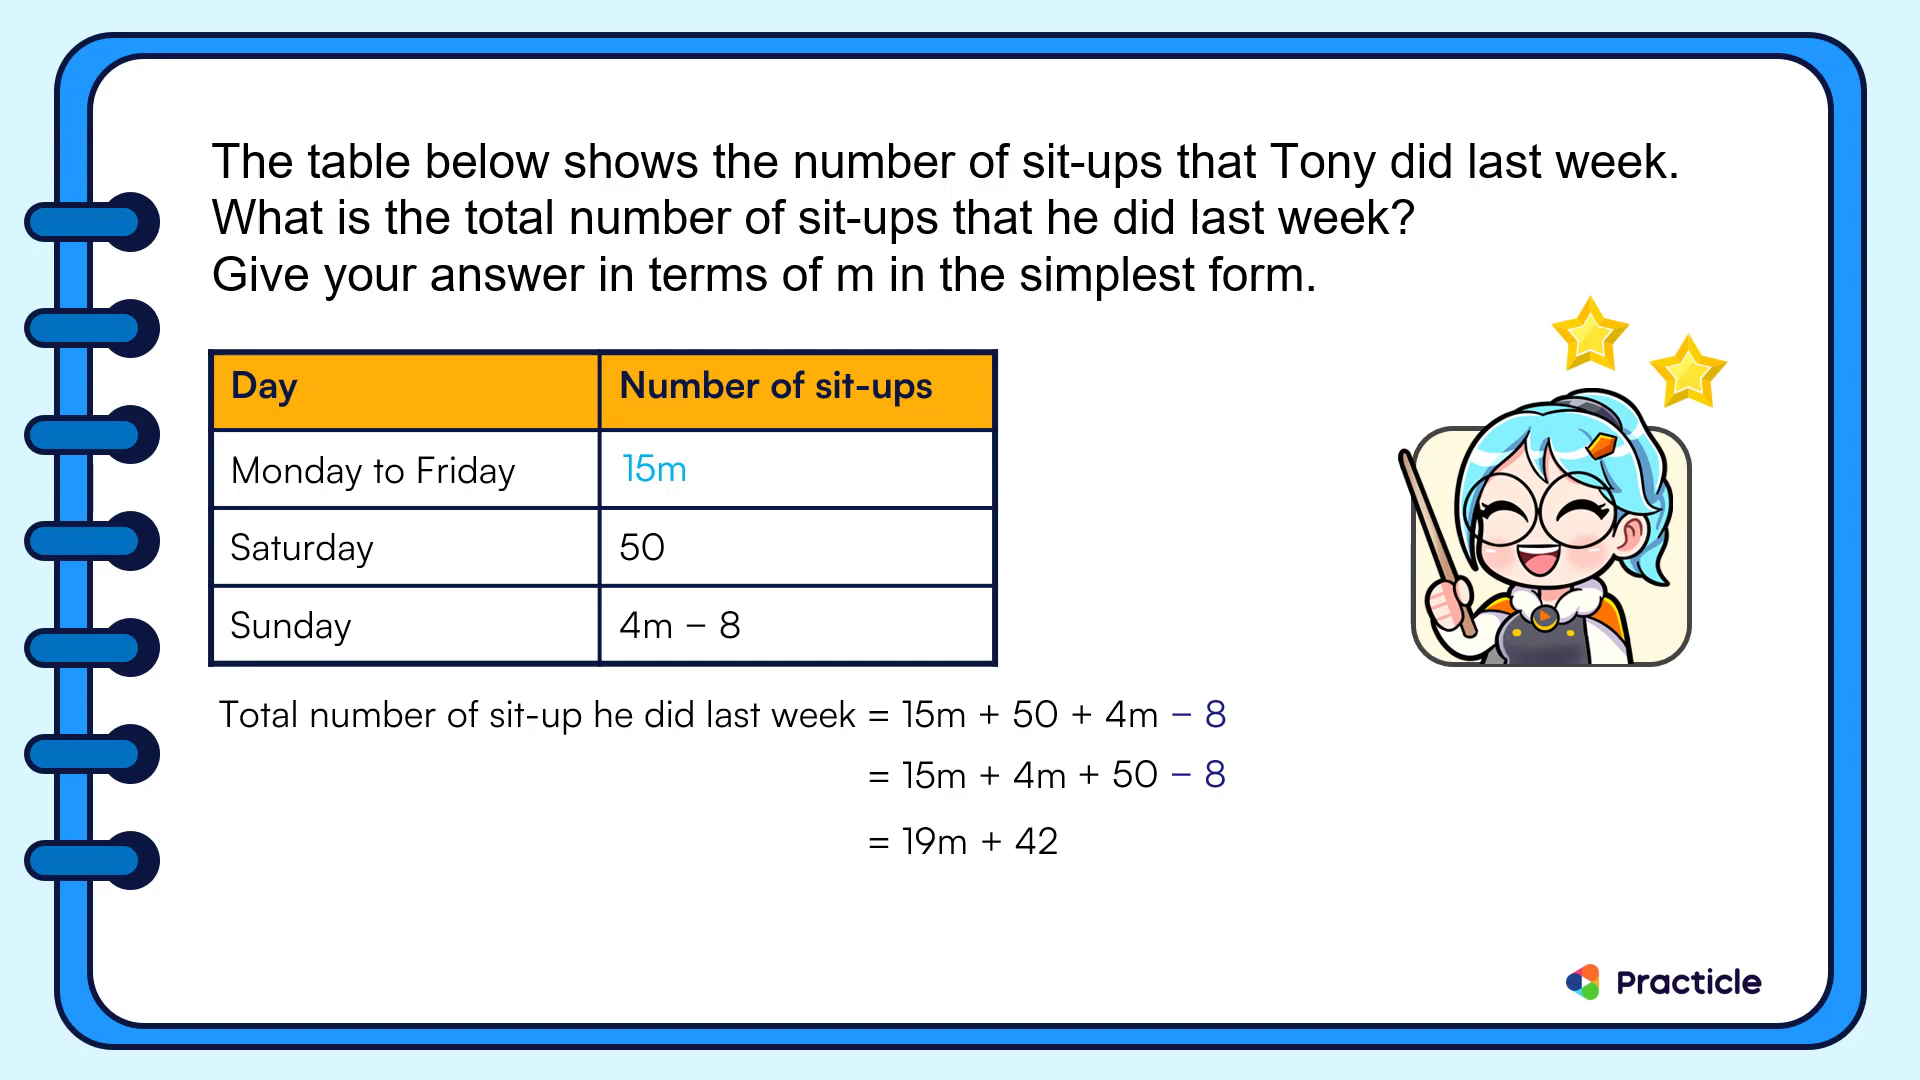 The table below shows the number of sit-ups that Tony did last week.
What is the total number of sit-ups that he did last week?
Give your answer in terms of m in the simplest form.
Day Number of sit-ups
Monday to Friday 15m
Saturday 50
Sunday 4m − 8
Total number of sit-up he did last week = 15m + 50 + 4m − 8
= 15m + 4m + 50 − 8
= 19m + 42
Practicle